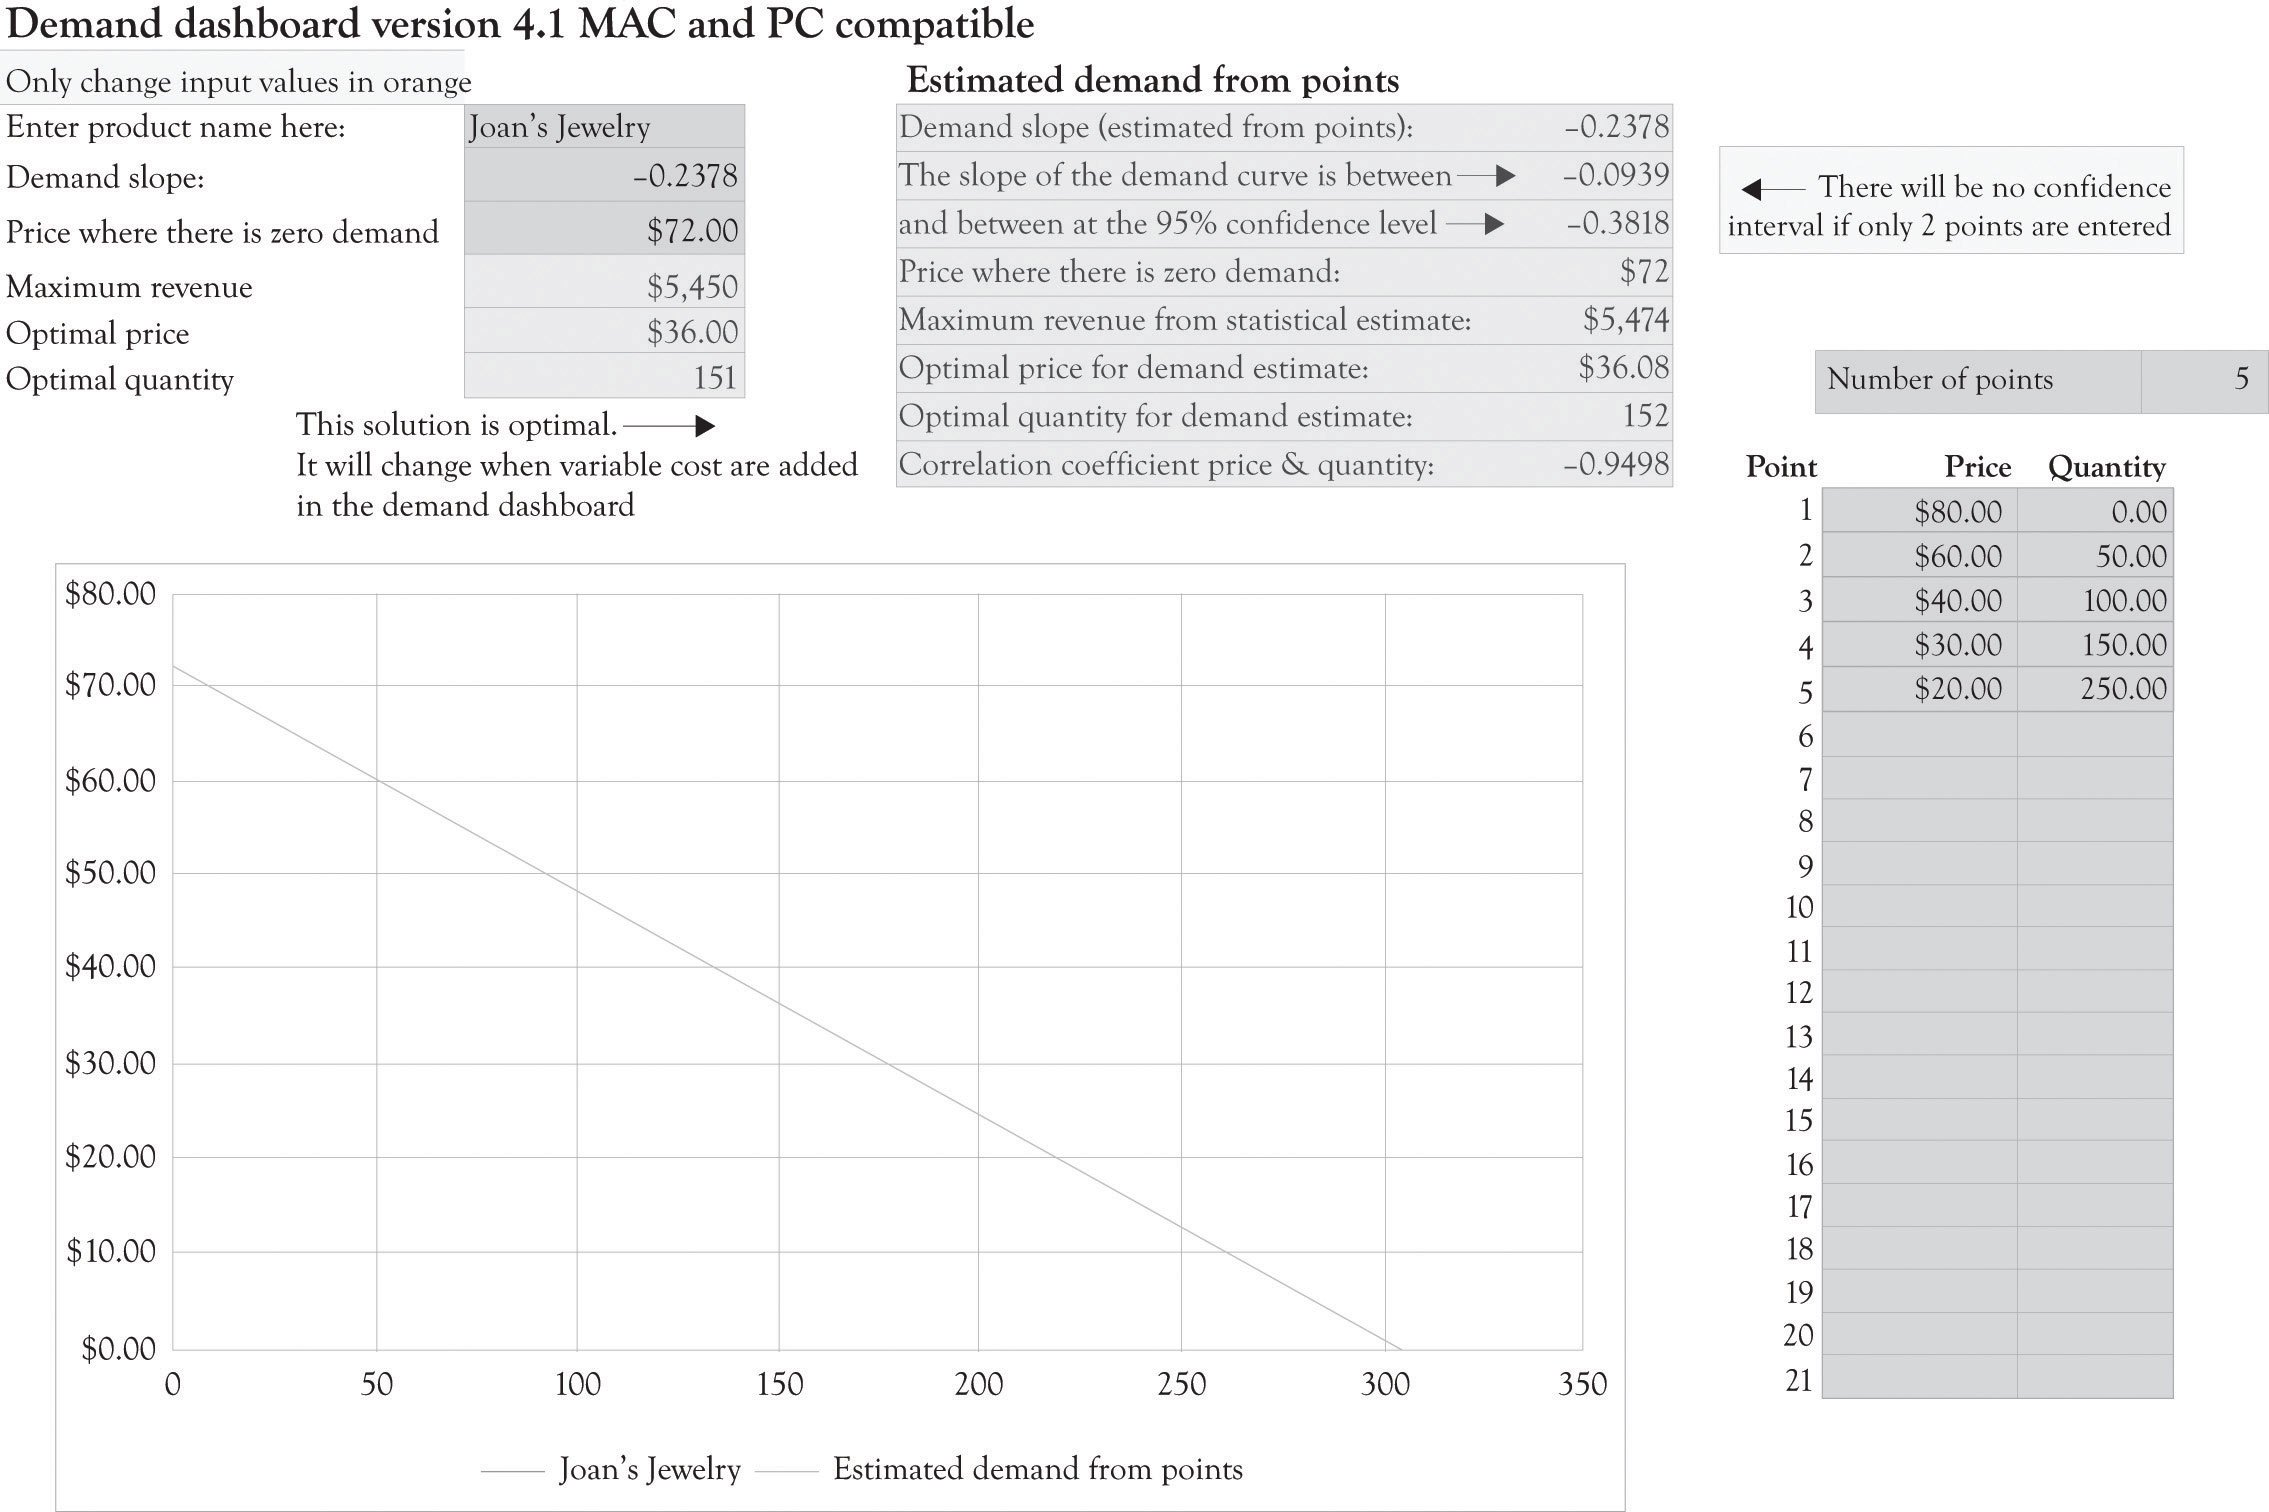 Demand dashboard version 4.1 MAC and PC compatible
Only change input values in orange
Enter product name here: Joan's Jewelry
Demand slope: –0.2378
Price where there is zero demand $72.00
Maximum revenue $5,450
Optimal price $36.00
Optimal quantity 151
This solution is optimal.
It will change when variable cost are added
in the demand dashboard
Estimated demand from points
Demand slope (estimated from points): –0.2378
The slope of the demand curve is between –0.0939
and between at the 95% confidence level –0.3818
Price where there is zero demand: $72
Maximum revenue from statistical estimate: $5,474
Optimal price for demand estimate: $36.08
Optimal quantity for demand estimate: 152
Correlation coefficient price & quantity: –0.9498
There will be no confidence
interval if only 2 points are entered
Number of points 5
Point Price Quantity
1 $80.00 0.00
2 $60.00 50.00
3 $40.00 100.00
4 $30.00 150.00
5 $20.00 250.00
6
7
8
9
10
11
12
13
14
15
16
17
18
19
20
21
$80.00
$70.00
$60.00
$50.00
$40.00
$30.00
$20.00
$10.00
$0.00
0 50 100 150 200 250 300 350
Joan's Jewelry Estimated demand from points